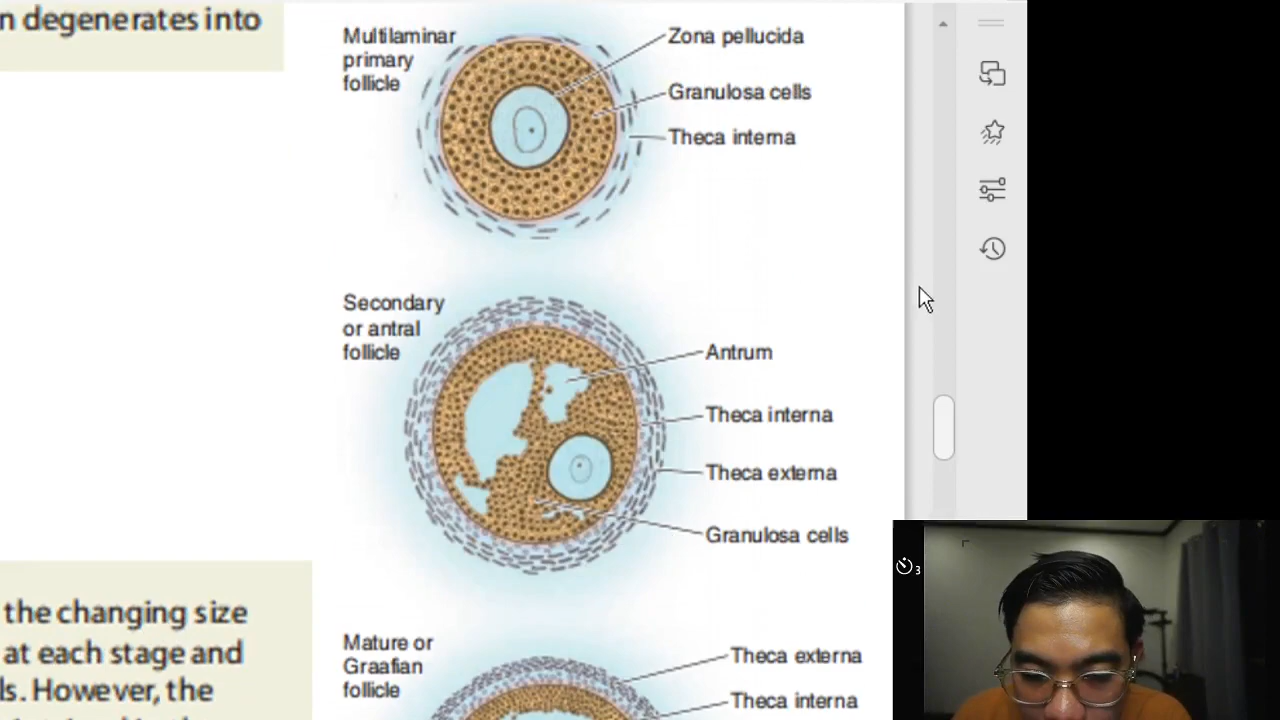 n degenerates into
Multilaminar
primary
follicle
Zona pellucida
Granulosa cells
Theca interna
Secondary
or antral
follicle
Antrum
Theca interna
Theca externa
Granulosa cells
the changing size
at each stage and
ls. However, the
Mature or
Graafian
follicle
Theca externa
Theca interna
3